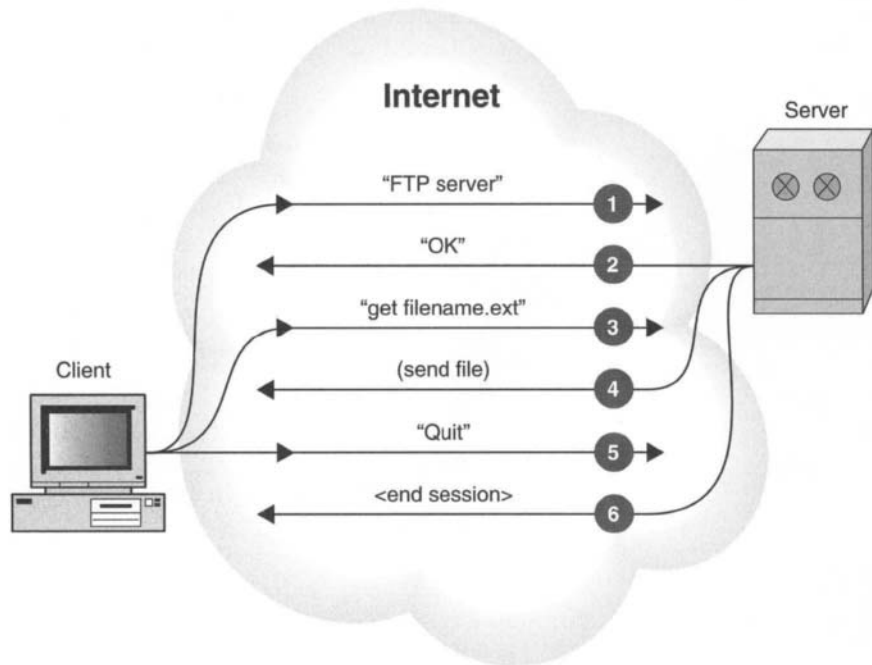 Internet
Server
“FTP server”
1
“OK”
2
“get filename.ext”
3
Client
(send file)
4
“Quit”
5
<end session>
6